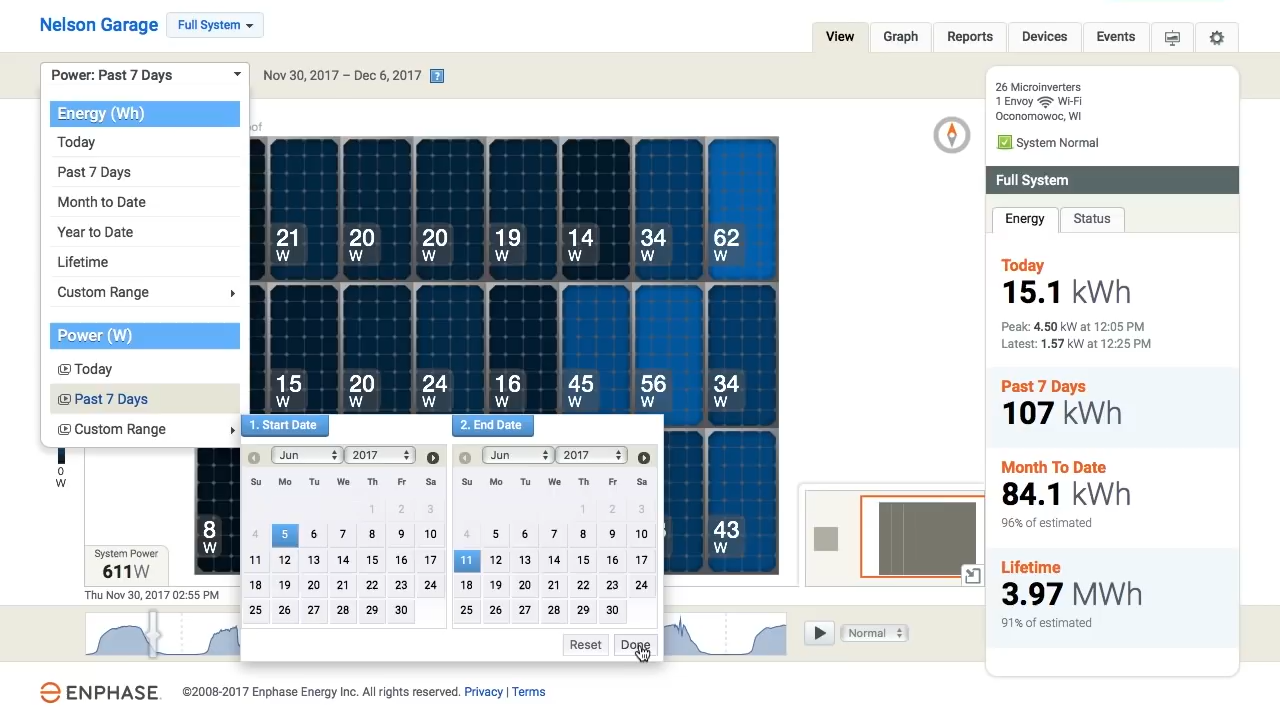 Nelson Garage
Full System
View Graph Reports Devices Events
Power: Past 7 Days
Nov 30, 2017 – Dec 6, 2017 ?
Energy (Wh)
Today
Past 7 Days
Month to Date
Year to Date
Lifetime
Custom Range
Power (W)
Today
Past 7 Days
Custom Range
of
21 W
20 W
20 W
19 W
14 W
34 W
62 W
15 W
20 W
24 W
16 W
45 W
56 W
34 W
8 W
43 W
0
W
1. Start Date
Jun 2017
Su Mo Tu We Th Fr Sa
1 2 3
4 5 6 7 8 9 10
11 12 13 14 15 16 17
18 19 20 21 22 23 24
25 26 27 28 29 30
2. End Date
Jun 2017
Su Mo Tu We Th Fr Sa
1 2 3
4 5 6 7 8 9 10
11 12 13 14 15 16 17
18 19 20 21 22 23 24
25 26 27 28 29 30
Reset Done
System Power
611W
Thu Nov 30, 2017 02:55 PM
Normal
26 Microinverters
1 Envoy Wi-Fi
Oconomowoc, WI
System Normal
Full System
Energy Status
Today
15.1 kWh
Peak: 4.50 kW at 12:05 PM
Latest: 1.57 kW at 12:25 PM
Past 7 Days
107 kWh
Month To Date
84.1 kWh
96% of estimated
Lifetime
3.97 MWh
91% of estimated
ENPHASE
©2008-2017 Enphase Energy Inc. All rights reserved. Privacy | Terms